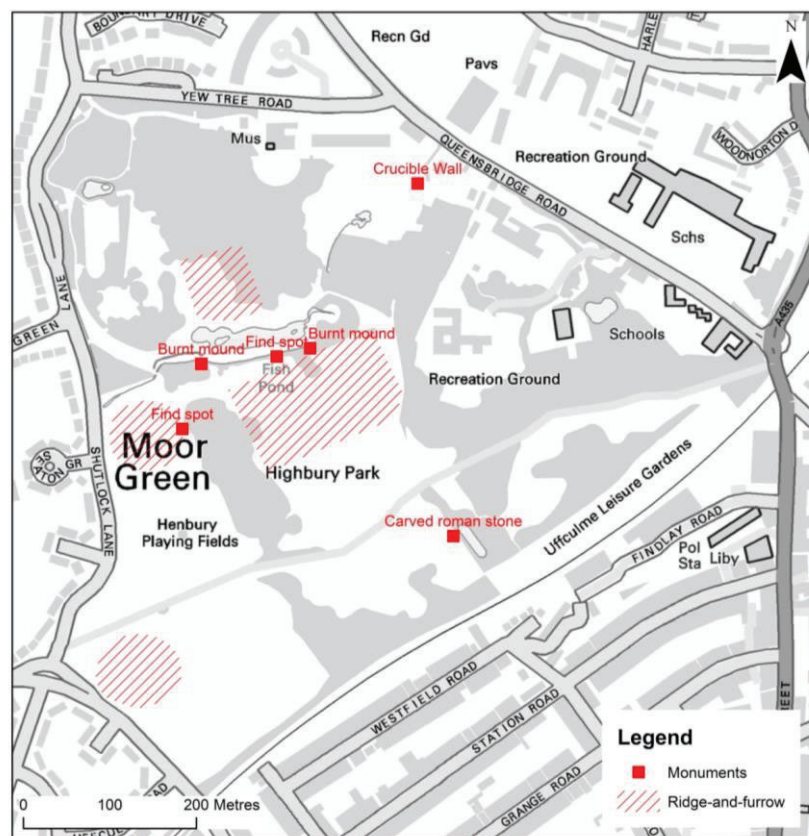 BOUNDARY DRIVE
Recn Gd
Pavs
N
YEW TREE ROAD
Mus
QUEENSBRIDGE ROAD
WOODNORTON D
Recreation Ground
Crucible Wall
Schs
GREEN LANE
A435
Schools
Burnt mound
Find spot
Burnt mound
Fish
Pond
Recreation Ground
Find spot
Moor
Green
Highbury Park
SHUTLOCK LANE
Henbury
Playing Fields
Carved roman stone
Uffculme Leisure Gardens
FINDLAY ROAD
Pol
Sta
Liby
WESTFIELD ROAD
STATION ROAD
GRANGE ROAD
Legend
Monuments
Ridge-and-furrow
0 100 200 Metres